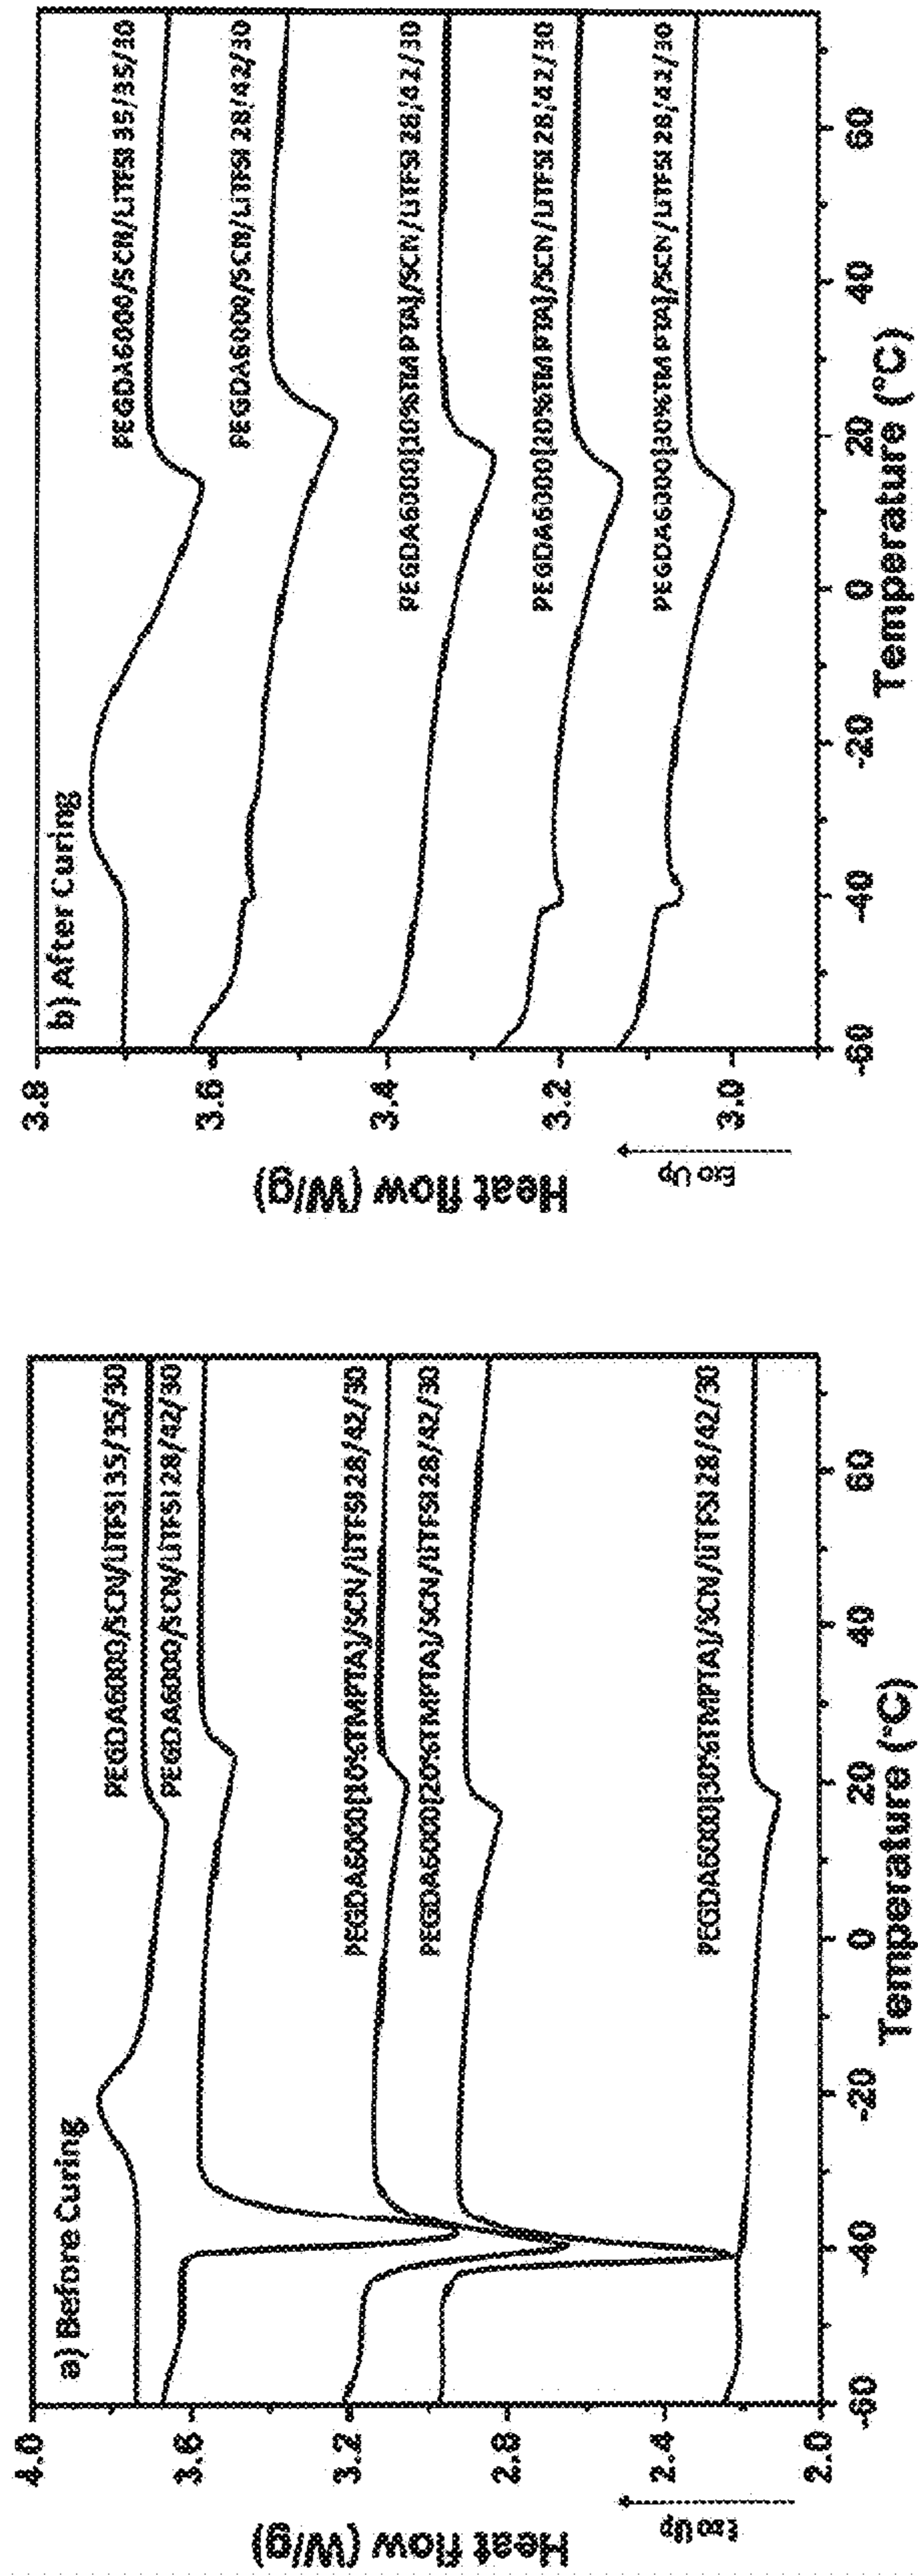 a) Before Curing
PEGDA6000/SCN/LiTFSI 35/35/30
PEGDA6000/SCN/LiTFSI 28/42/30
PEGDA6000[10%TMPTA]/SCN/LiTFSI 28/42/30
PEGDA6000[20%TMPTA]/SCN/LiTFSI 28/42/30
PEGDA6000[30%TMPTA]/SCN/LiTFSI 28/42/30
4.0
3.6
3.2
2.8
2.4
2.0
Heat flow (W/g)
Exo Up
-60
-40
-20
0
20
40
60
Temperature (°C)
b) After Curing
PEGDA6000/SCN/LiTFSI 35/35/30
PEGDA6000/SCN/LiTFSI 28/42/30
PEGDA6000[10%TMPTA]/SCN/LiTFSI 28/42/30
PEGDA6000[20%TMPTA]/SCN/LiTFSI 28/42/30
PEGDA6000[30%TMPTA]/SCN/LiTFSI 28/42/30
3.8
3.6
3.4
3.2
3.0
Heat flow (W/g)
Exo Up
-60
-40
-20
0
20
40
60
Temperature (°C)